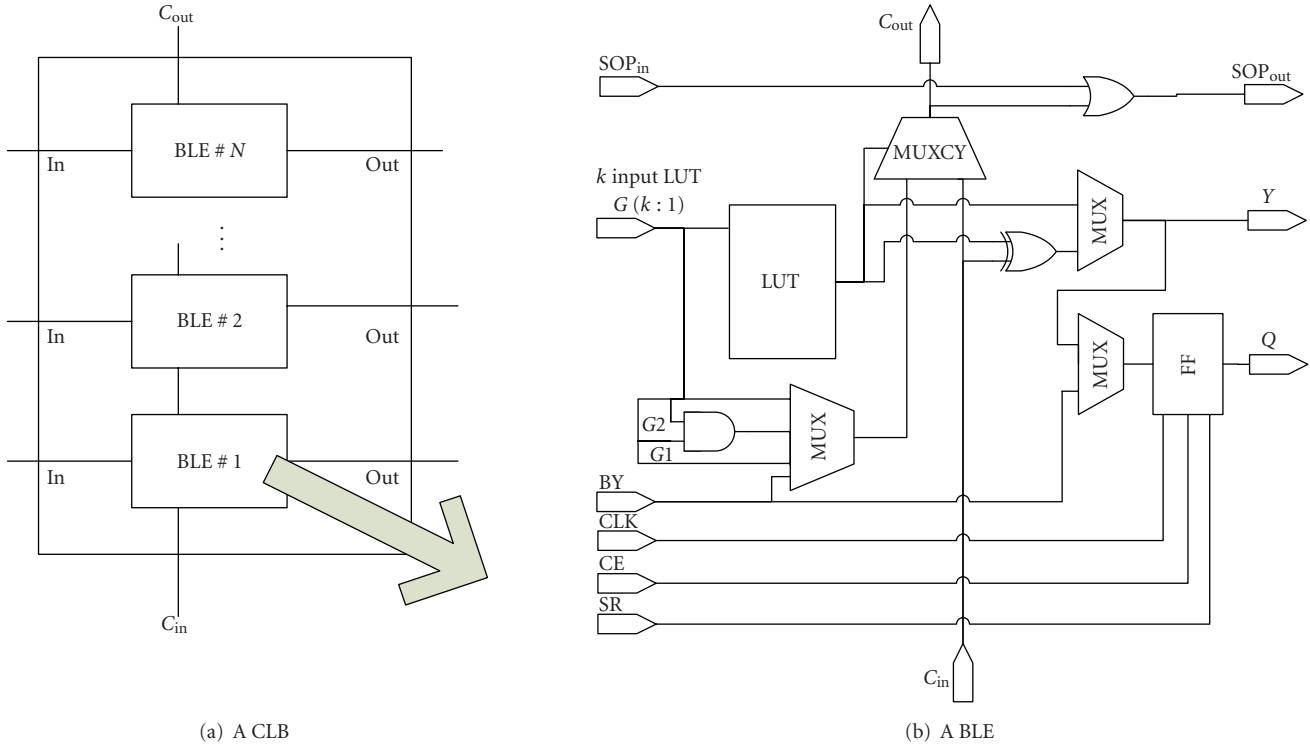 C_out
BLE # N
In
Out
⋮
BLE # 2
In
Out
BLE # 1
In
Out
C_in
(a) A CLB
C_out
SOP_in
SOP_out
MUXCY
k input LUT
G (k : 1)
LUT
MUX
Y
MUX
FF
Q
G2
G1
MUX
BY
CLK
CE
SR
C_in
(b) A BLE